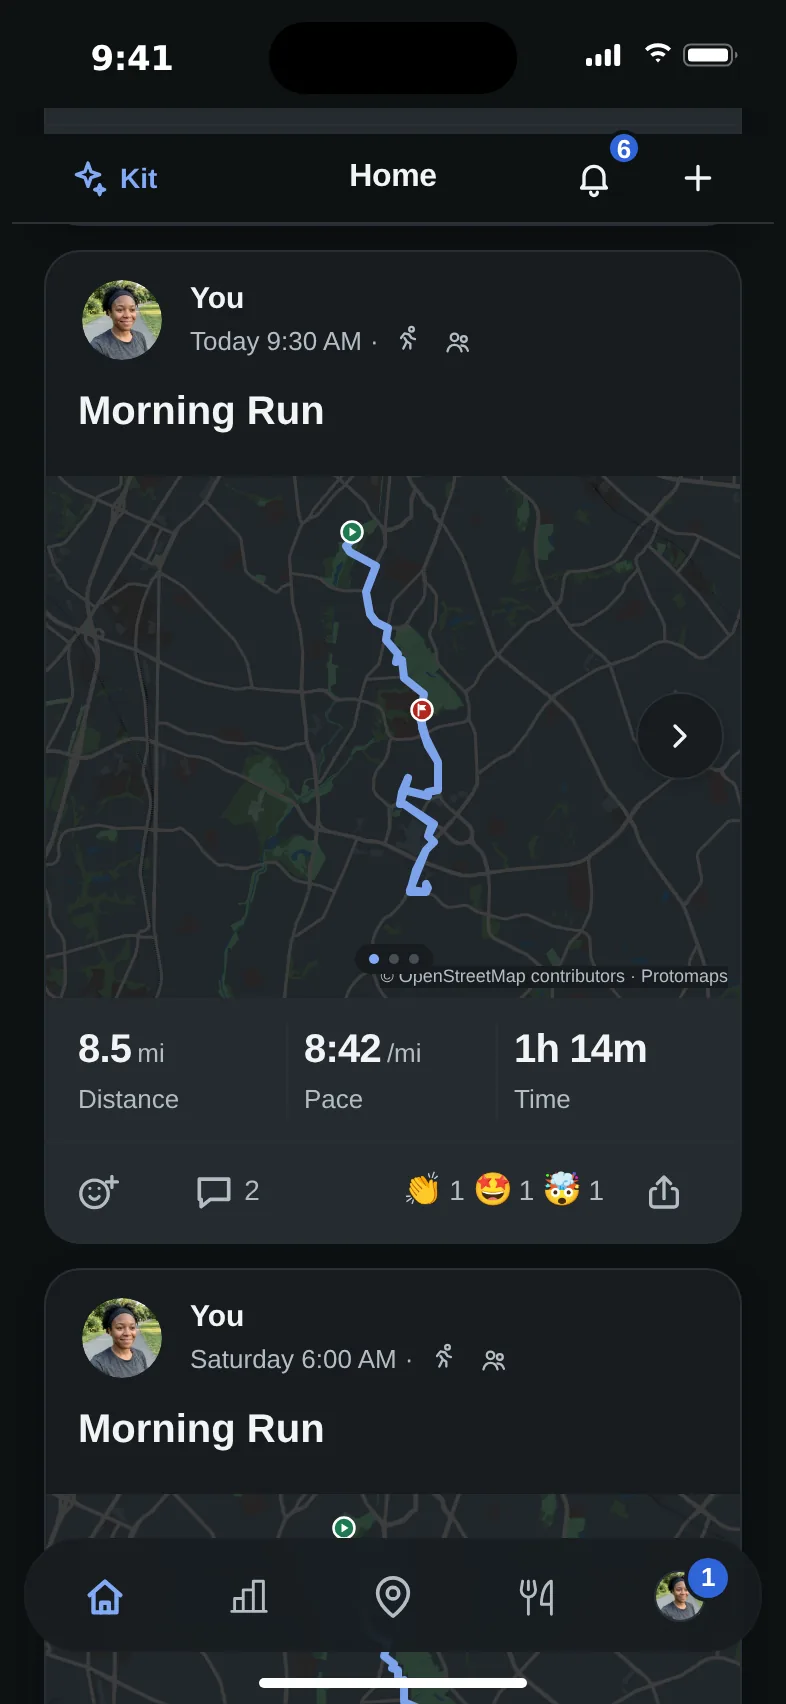 9:41
Kit
Home
6
You
Today 9:30 AM ·
Morning Run
© OpenStreetMap contributors · Protomaps
8.5 mi
8:42 /mi
1h 14m
Distance
Pace
Time
2
👏 1 🤩 1 🤯 1
You
Saturday 6:00 AM ·
Morning Run
1